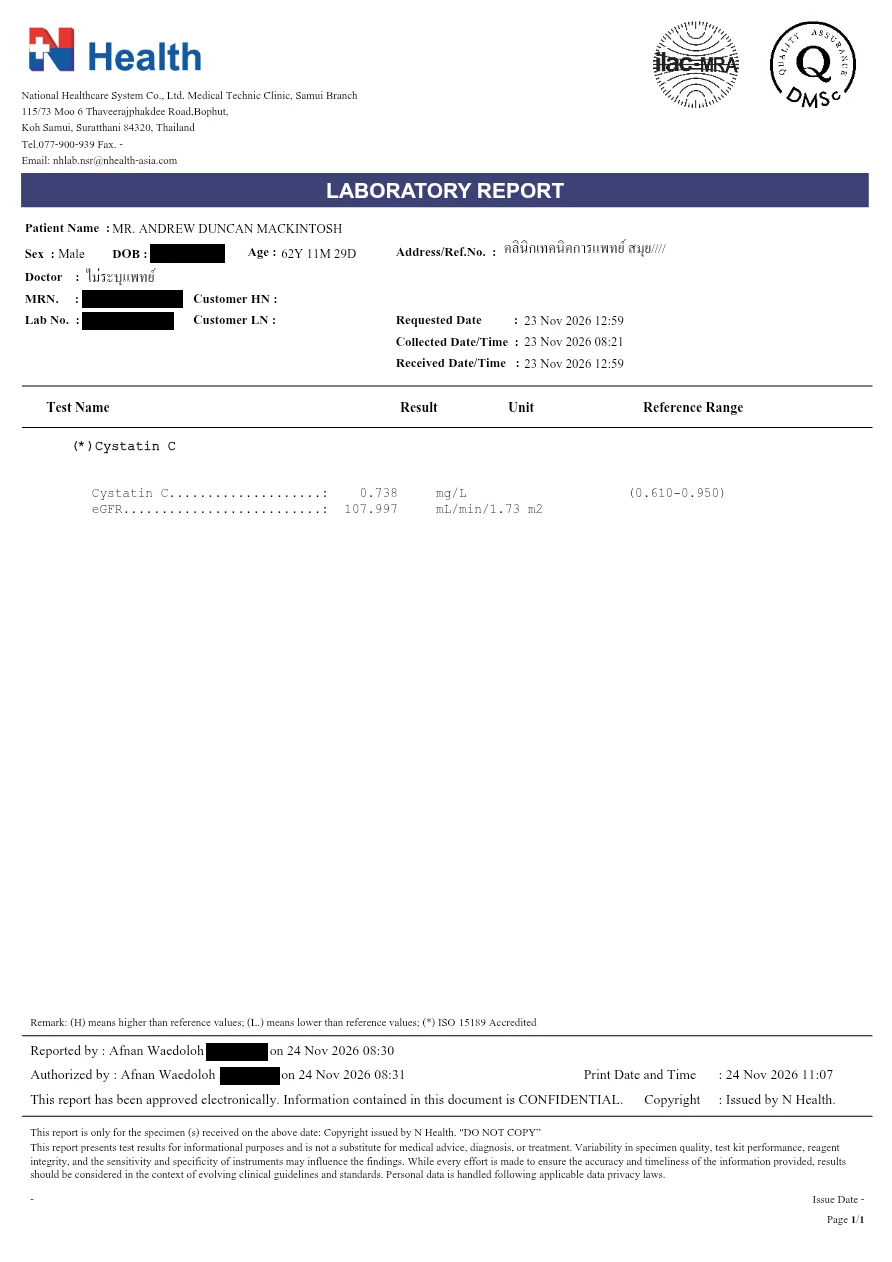 N Health
ilac-MRA
QUALITY ASSURANCE
Q
DMSc
National Healthcare System Co., Ltd. Medical Technic Clinic, Samui Branch
115/73 Moo 6 Thaveerajphakdee Road,Bophut,
Koh Samui, Suratthani 84320, Thailand
Tel.077-900-939 Fax. -
Email: nhlab.nsr@nhealth-asia.com
LABORATORY REPORT
Patient Name : MR. ANDREW DUNCAN MACKINTOSH
Sex : Male DOB : Age : 62Y 11M 29D Address/Ref.No. : คลินิกเทคนิคการแพทย์ สมุย////
Doctor : ไม่ระบุแพทย์
MRN. : Customer HN :
Lab No. : Customer LN : Requested Date : 23 Nov 2026 12:59
Collected Date/Time : 23 Nov 2026 08:21
Received Date/Time : 23 Nov 2026 12:59
Test Name Result Unit Reference Range
(*)Cystatin C
Cystatin C....................: 0.738 mg/L (0.610-0.950)
eGFR..........................: 107.997 mL/min/1.73 m2
Remark: (H) means higher than reference values; (L.) means lower than reference values; (*) ISO 15189 Accredited
Reported by : Afnan Waedoloh on 24 Nov 2026 08:30
Authorized by : Afnan Waedoloh on 24 Nov 2026 08:31 Print Date and Time : 24 Nov 2026 11:07
This report has been approved electronically. Information contained in this document is CONFIDENTIAL. Copyright : Issued by N Health.
This report is only for the specimen (s) received on the above date: Copyright issued by N Health. "DO NOT COPY”
This report presents test results for informational purposes and is not a substitute for medical advice, diagnosis, or treatment. Variability in specimen quality, test kit performance, reagent
integrity, and the sensitivity and specificity of instruments may influence the findings. While every effort is made to ensure the accuracy and timeliness of the information provided, results
should be considered in the context of evolving clinical guidelines and standards. Personal data is handled following applicable data privacy laws.
- Issue Date -
Page 1/1